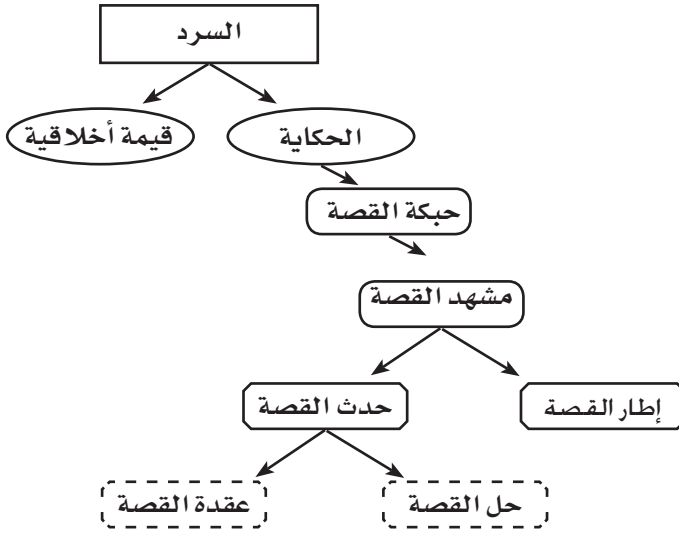 السرد
الحكاية
قيمة أخلاقية
حبكة القصة
مشهد القصة
إطار القصة
حدث القصة
حل القصة
عقدة القصة